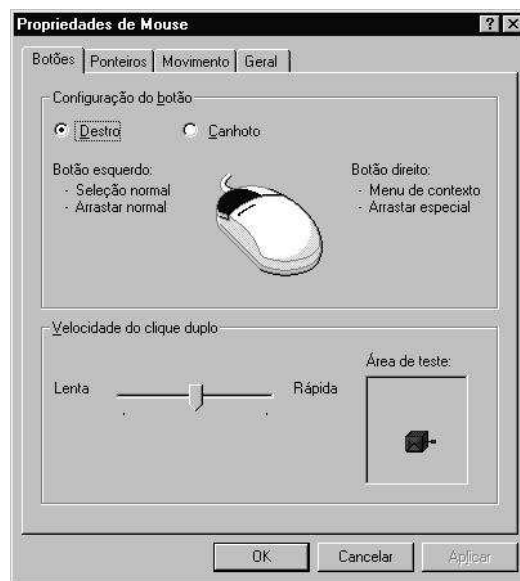 Propriedades de Mouse
Botões Ponteiros Movimento Geral
Configuração do botão
Destro Canhoto
Botão esquerdo: Botão direito:
- Seleção normal - Menu de contexto
- Arrastar normal - Arrastar especial
Velocidade do clique duplo
Área de teste:
Lenta Rápida
OK Cancelar Aplicar